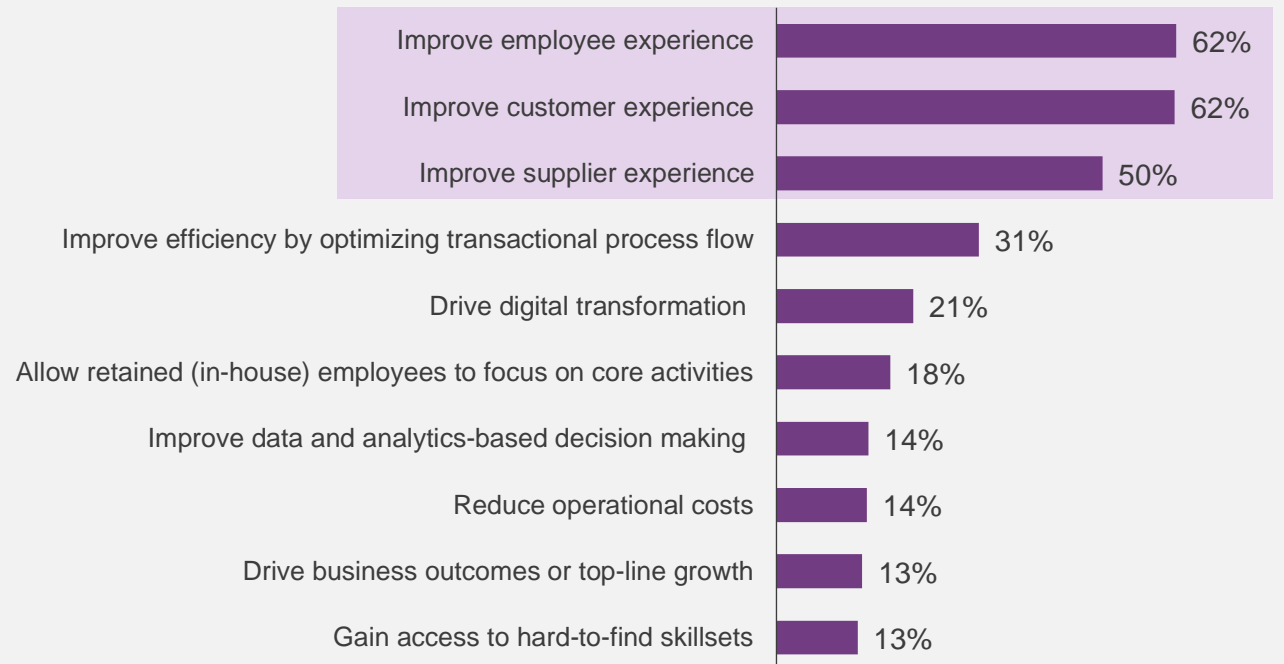 Improve employee experience 62%
Improve customer experience 62%
Improve supplier experience 50%
Improve efficiency by optimizing transactional process flow 31%
Drive digital transformation 21%
Allow retained (in-house) employees to focus on core activities 18%
Improve data and analytics-based decision making 14%
Reduce operational costs 14%
Drive business outcomes or top-line growth 13%
Gain access to hard-to-find skillsets 13%